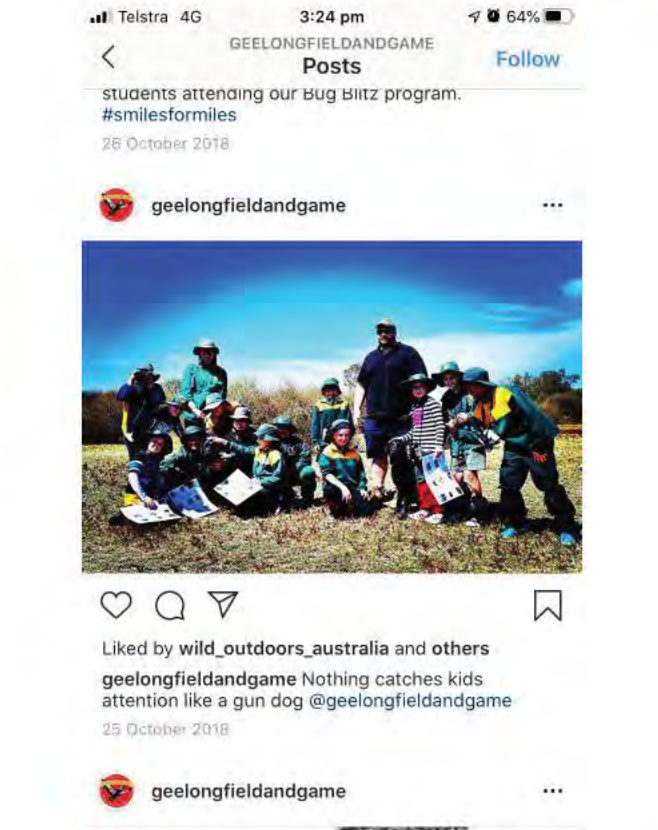 Telstra 4G 3:24 pm 64%
GEELONGFIELDANDGAME
Posts Follow
students attending our Bug Blitz program.
#smilesformiles
26 October 2018
geelongfieldandgame
Liked by wild_outdoors_australia and others
geelongfieldandgame Nothing catches kids
attention like a gun dog @geelongfieldandgame
25 October 2018
geelongfieldandgame